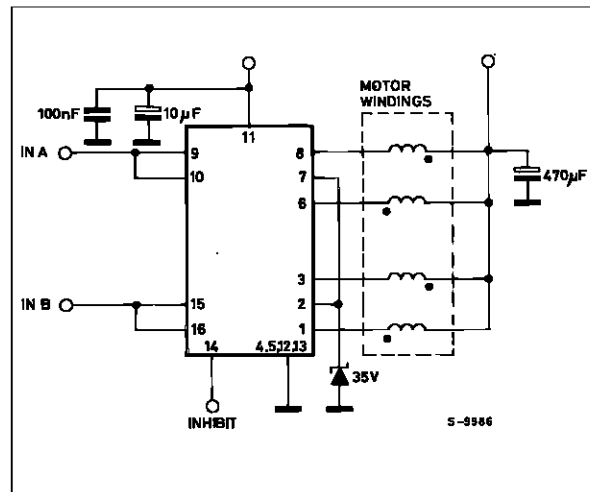 MOTOR
WINDINGS
100nF
10µF
470µF
11
IN A
9
10
8
7
6
3
2
1
IN B
15
16
14
4,5,12,13
35V
INHIBIT
S-9986